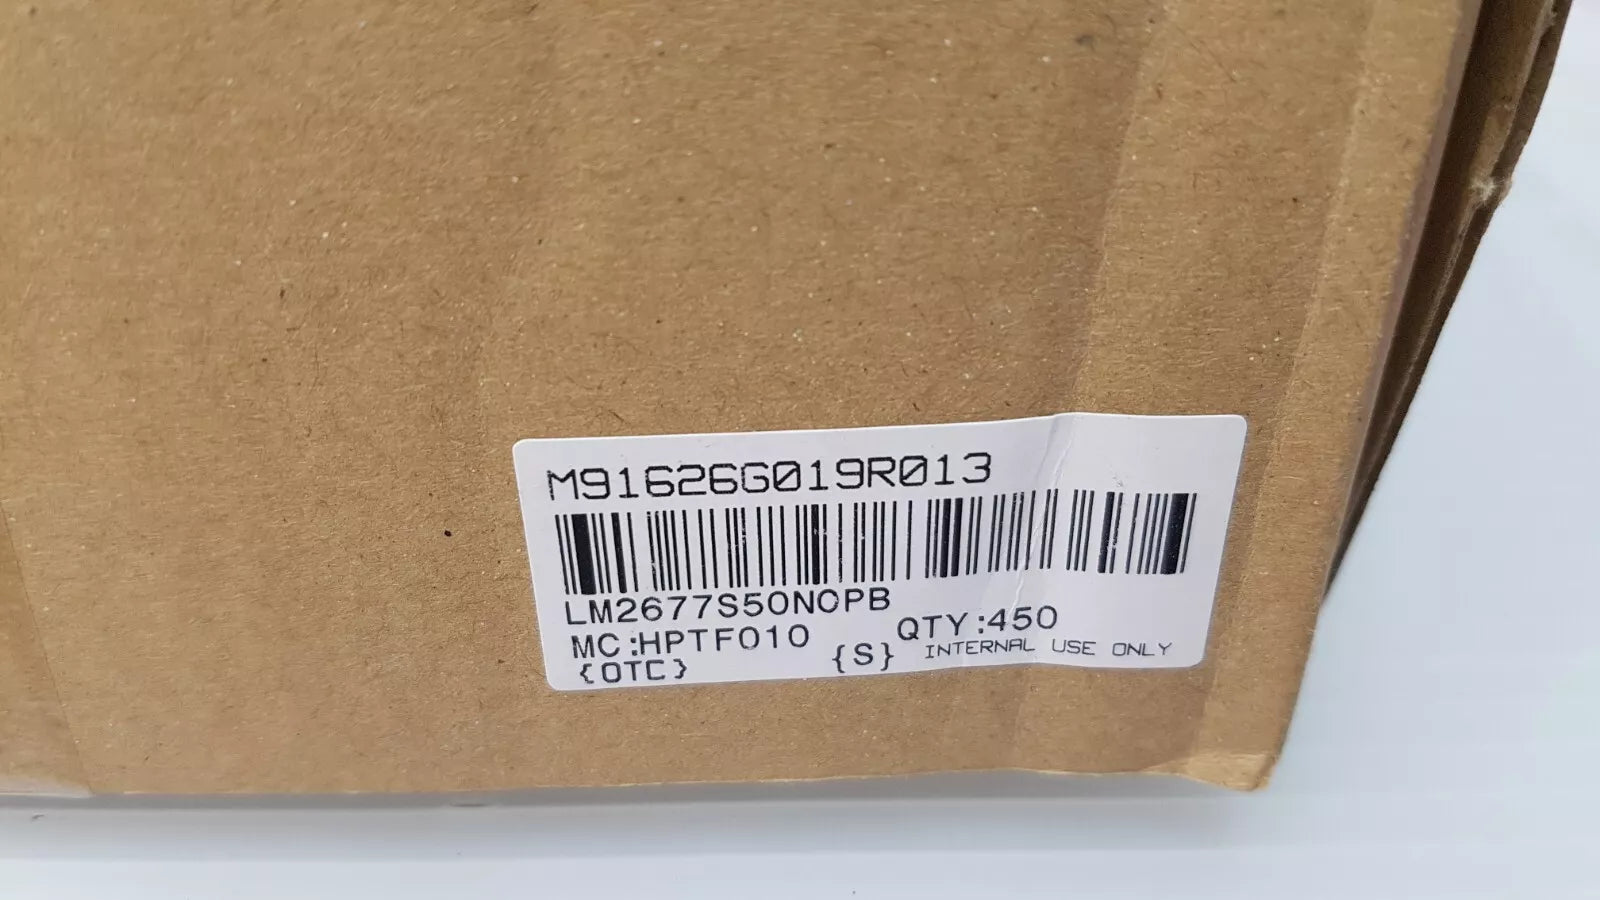 M91626G019R013
LM2677S50NOPB
MC:HPTF010 QTY:450
{OTC} {S} INTERNAL USE ONLY